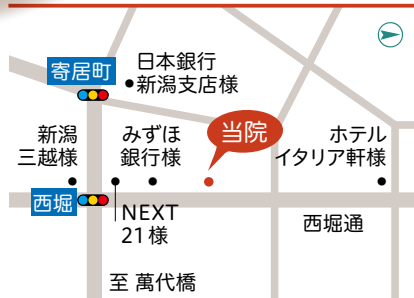 寄居町
日本銀行
新潟支店様
新潟
三越様
みずほ
銀行様
当院
ホテル
イタリア軒様
西堀
NEXT
21様
西堀通
至 萬代橋